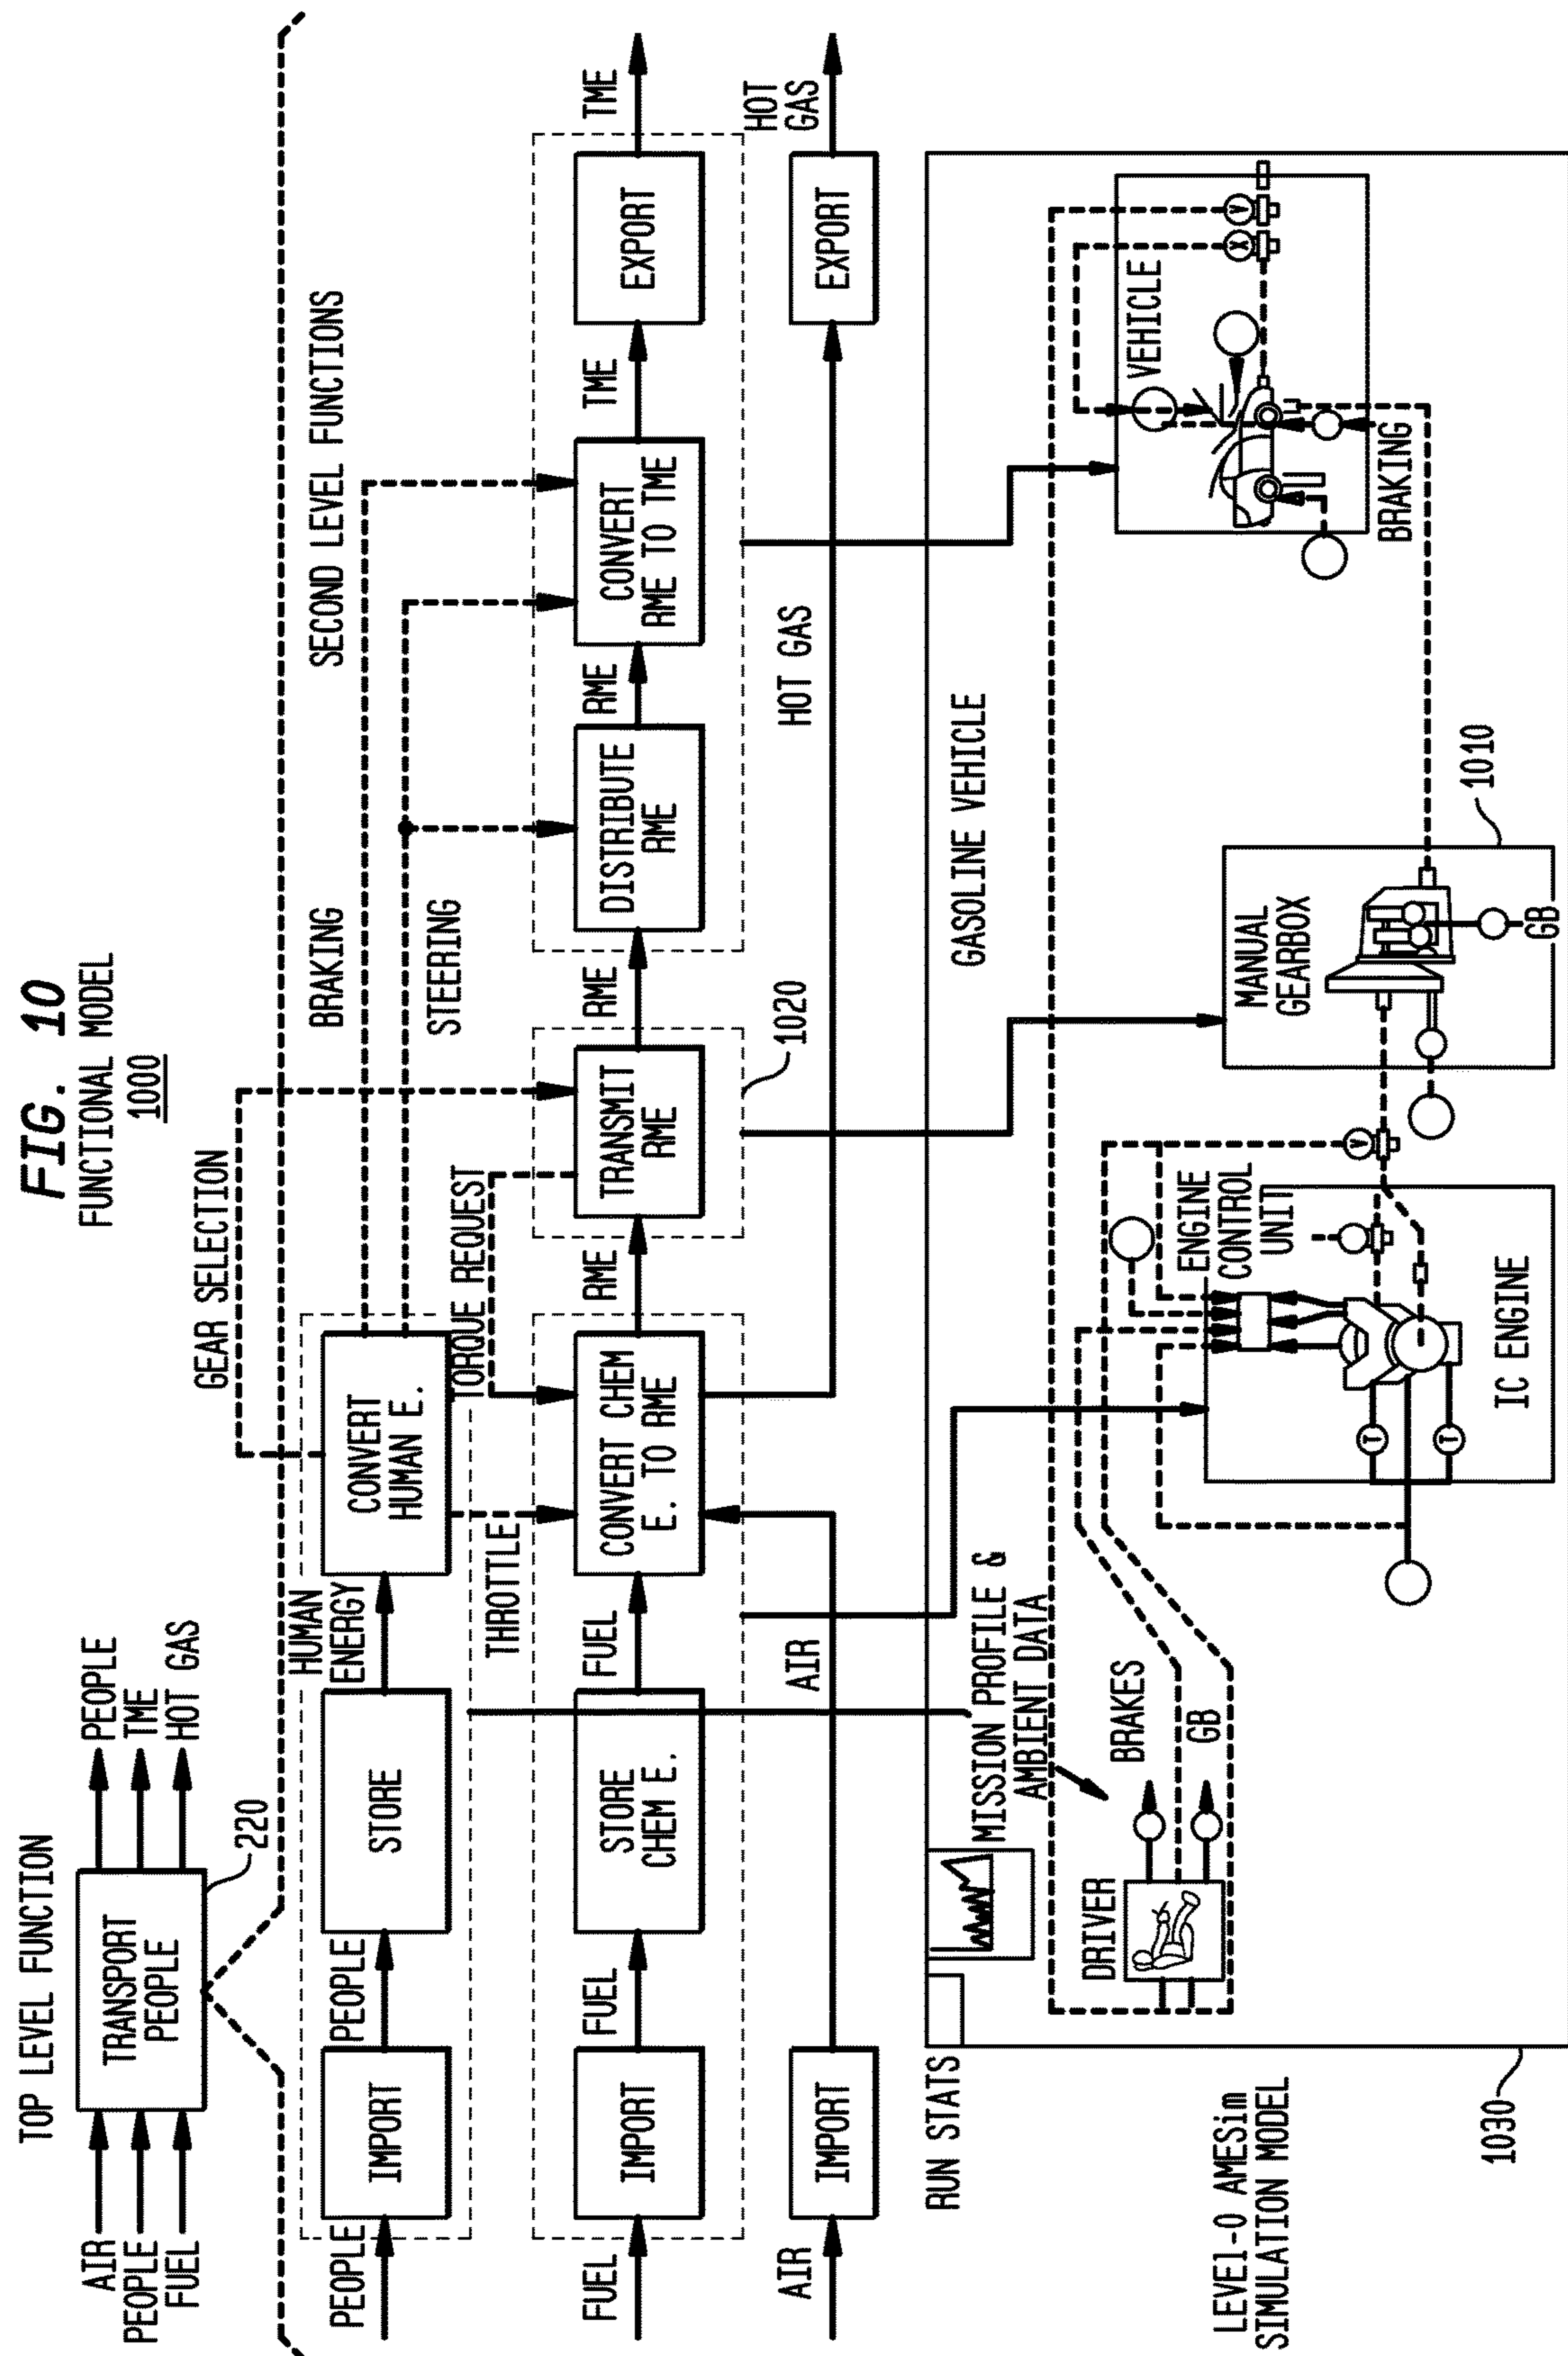 FIG. 10
FUNCTIONAL MODEL
1000
TOP LEVEL FUNCTION
AIR
PEOPLE
FUEL
TRANSPORT
PEOPLE
PEOPLE
TME
HOT GAS
220
GEAR SELECTION
SECOND LEVEL FUNCTIONS
BRAKING
STEERING
PEOPLE
IMPORT
PEOPLE
STORE
HUMAN
ENERGY
CONVERT
HUMAN E.
THROTTLE
TORQUE REQUEST
FUEL
IMPORT
FUEL
STORE
CHEM E.
FUEL
CONVERT CHEM
E. TO RME
RME
TRANSMIT
RME
RME
DISTRIBUTE
RME
RME
CONVERT
RME TO TME
TME
EXPORT
TME
1020
AIR
IMPORT
AIR
HOT GAS
EXPORT
HOT
GAS
RUN STATS
MISSION PROFILE &
AMBIENT DATA
GASOLINE VEHICLE
DRIVER
BRAKES
GB
ENGINE
CONTROL
UNIT
V
T
T
IC ENGINE
MANUAL
GEARBOX
GB
1010
VEHICLE
X
V
BRAKING
LEVEl-0 AMESim
SIMULATION MODEL
1030